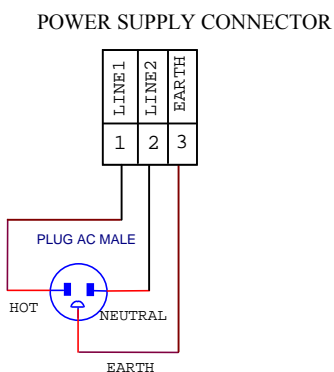 POWER SUPPLY CONNECTOR
LINE1
LINE2
EARTH
1 2 3
PLUG AC MALE
HOT
NEUTRAL
EARTH